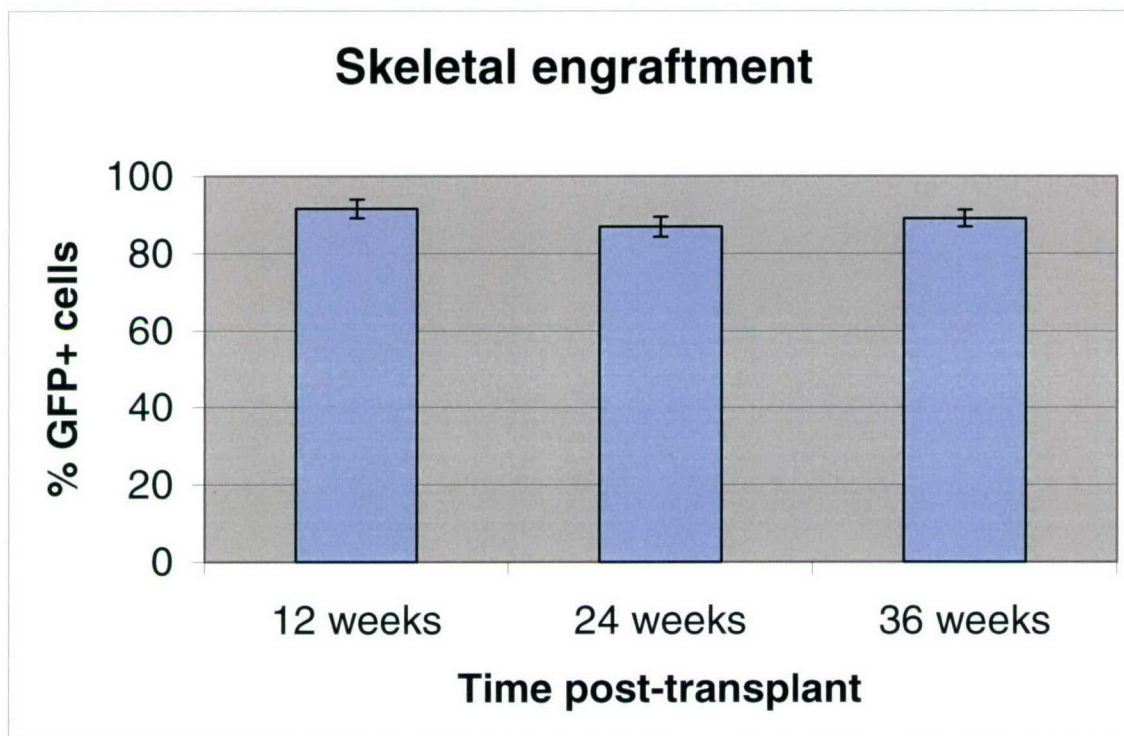 Skeletal engraftment
100
80
60
40
20
0
% GFP+ cells
12 weeks 24 weeks 36 weeks
Time post-transplant